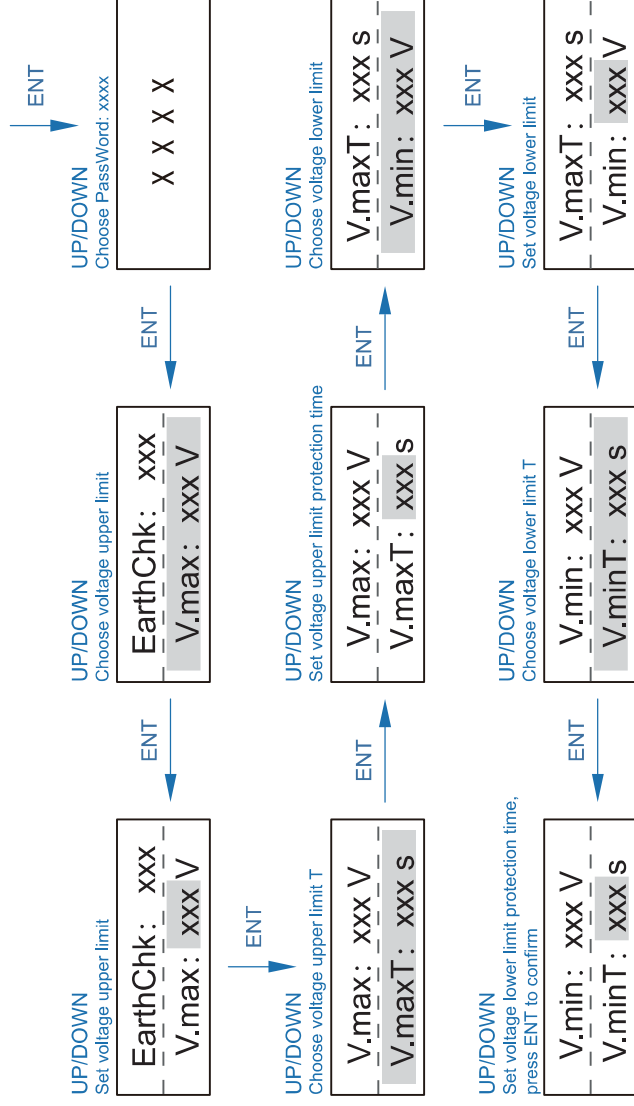 ENT
UP/DOWN
Set voltage upper limit
EarthChk: xxx
V.max: xxx V
ENT
UP/DOWN
Choose voltage upper limit
EarthChk: xxx
V.max: xxx V
ENT
UP/DOWN
Choose PassWord: xxxx
X X X X
ENT
UP/DOWN
Choose voltage upper limit T
V.max: xxx V
V.maxT: xxx s
ENT
UP/DOWN
Set voltage upper limit protection time
V.max: xxx V
V.maxT: xxx s
ENT
UP/DOWN
Choose voltage lower limit
V.maxT: xxx s
V.min: xxx V
ENT
UP/DOWN
Set voltage lower limit protection time,
press ENT to confirm
V.min: xxx V
V.minT: xxx s
ENT
UP/DOWN
Choose voltage lower limit T
V.min: xxx V
V.minT: xxx s
ENT
UP/DOWN
Set voltage lower limit
V.maxT: xxx s
V.min: xxx V